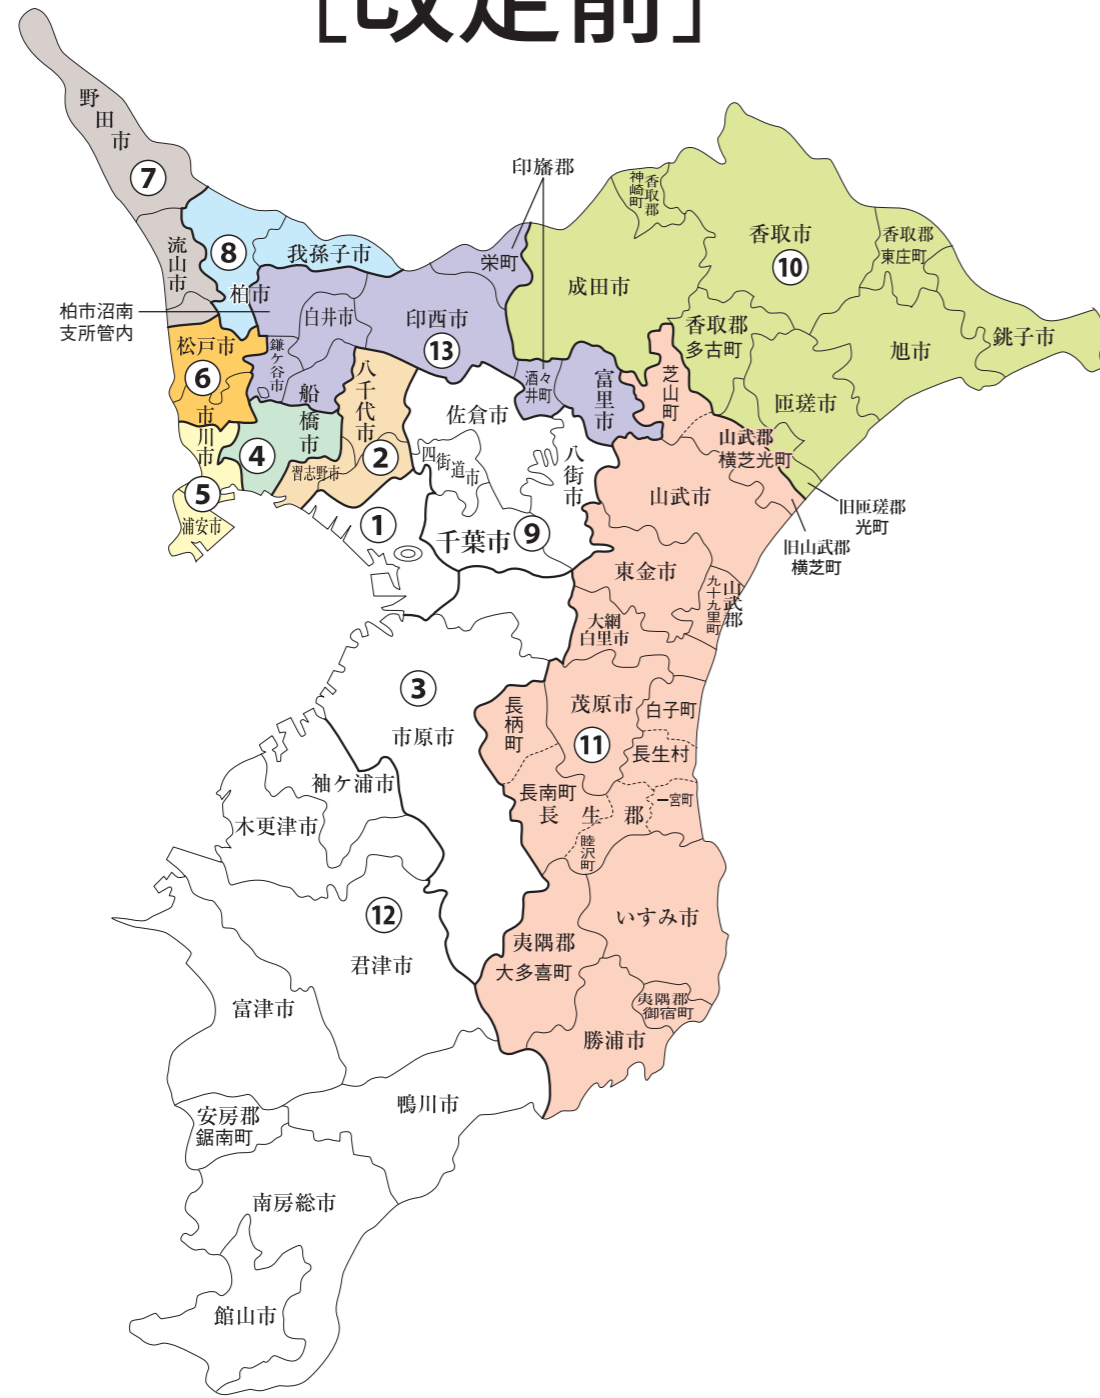 ［改定前］
野田市
⑦
流山市
⑧
我孫子市
柏市
柏市沼南
支所管内
印旛郡
栄町
白井市
印西市
⑬
鎌ケ谷市
船橋市
松戸市
⑥
市川市
④
⑤
浦安市
八千代市
②
習志野市
酒々井町
富里市
成田市
香取郡
神崎町
香取市
⑩
香取郡
東庄町
香取郡
多古町
旭市
銚子市
匝瑳市
芝山町
山武郡
横芝光町
旧匝瑳郡
光町
旧山武郡
横芝町
佐倉市
四街道市
八街市
①
千葉市
⑨
山武市
東金市
山武郡
九十九里町
大網
白里市
③
市原市
長柄町
茂原市
⑪
白子町
長生村
長南町
長生郡
一宮町
睦沢町
袖ケ浦市
木更津市
⑫
君津市
いすみ市
夷隅郡
大多喜町
夷隅郡
御宿町
勝浦市
富津市
鴨川市
安房郡
鋸南町
南房総市
館山市